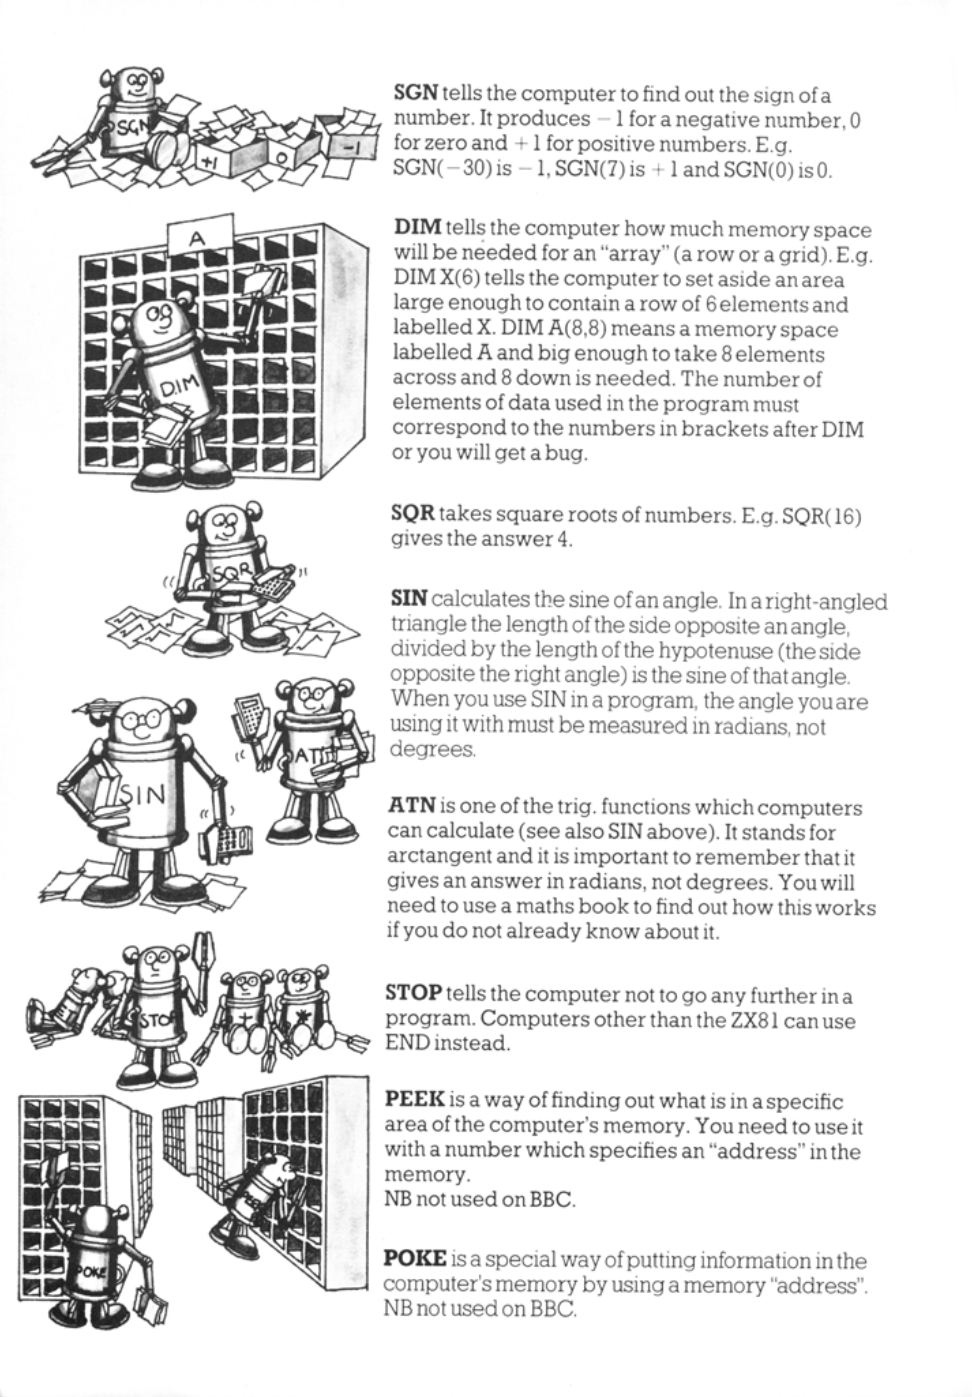 SGN
+1
0
-1
SGN tells the computer to find out the sign of a
number. It produces – 1 for a negative number, 0
for zero and + 1 for positive numbers. E.g.
SGN(– 30) is – 1, SGN(7) is + 1 and SGN(0) is 0.
A
DIM
DIM tells the computer how much memory space
will be needed for an "array" (a row or a grid). E.g.
DIM X(6) tells the computer to set aside an area
large enough to contain a row of 6 elements and
labelled X. DIM A(8,8) means a memory space
labelled A and big enough to take 8 elements
across and 8 down is needed. The number of
elements of data used in the program must
correspond to the numbers in brackets after DIM
or you will get a bug.
SQR
SQR takes square roots of numbers. E.g. SQR(16)
gives the answer 4.
SIN calculates the sine of an angle. In a right-angled
triangle the length of the side opposite an angle,
divided by the length of the hypotenuse (the side
opposite the right angle) is the sine of that angle.
When you use SIN in a program, the angle you are
using it with must be measured in radians, not
degrees.
SIN
ATN is one of the trig. functions which computers
can calculate (see also SIN above). It stands for
arctangent and it is important to remember that it
gives an answer in radians, not degrees. You will
need to use a maths book to find out how this works
if you do not already know about it.
STOP
+
*
STOP tells the computer not to go any further in a
program. Computers other than the ZX81 can use
END instead.
PEEK is a way of finding out what is in a specific
area of the computer's memory. You need to use it
with a number which specifies an "address" in the
memory.
NB not used on BBC.
POKE
POKE is a special way of putting information in the
computer's memory by using a memory "address".
NB not used on BBC.